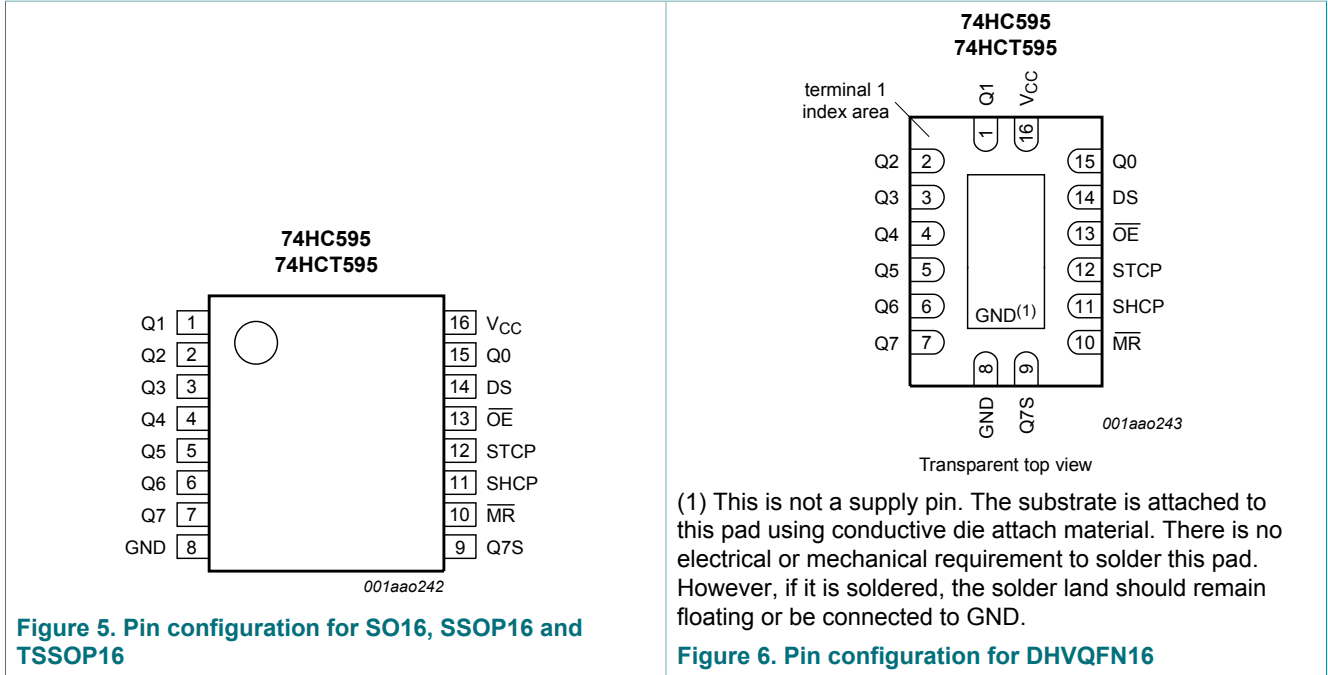 74HC595
74HCT595
Q1 1
Q2 2
Q3 3
Q4 4
Q5 5
Q6 6
Q7 7
GND 8
16 VCC
15 Q0
14 DS
13 O̅E̅
12 STCP
11 SHCP
10 M̅R̅
9 Q7S
001aao242
Figure 5. Pin configuration for SO16, SSOP16 and
TSSOP16
74HC595
74HCT595
terminal 1
index area
Q1
VCC
1
16
Q2 2
Q3 3
Q4 4
Q5 5
Q6 6
Q7 7
15 Q0
14 DS
13 O̅E̅
12 STCP
11 SHCP
10 M̅R̅
GND(1)
8
9
GND
Q7S
001aao243
Transparent top view
(1) This is not a supply pin. The substrate is attached to
this pad using conductive die attach material. There is no
electrical or mechanical requirement to solder this pad.
However, if it is soldered, the solder land should remain
floating or be connected to GND.
Figure 6. Pin configuration for DHVQFN16